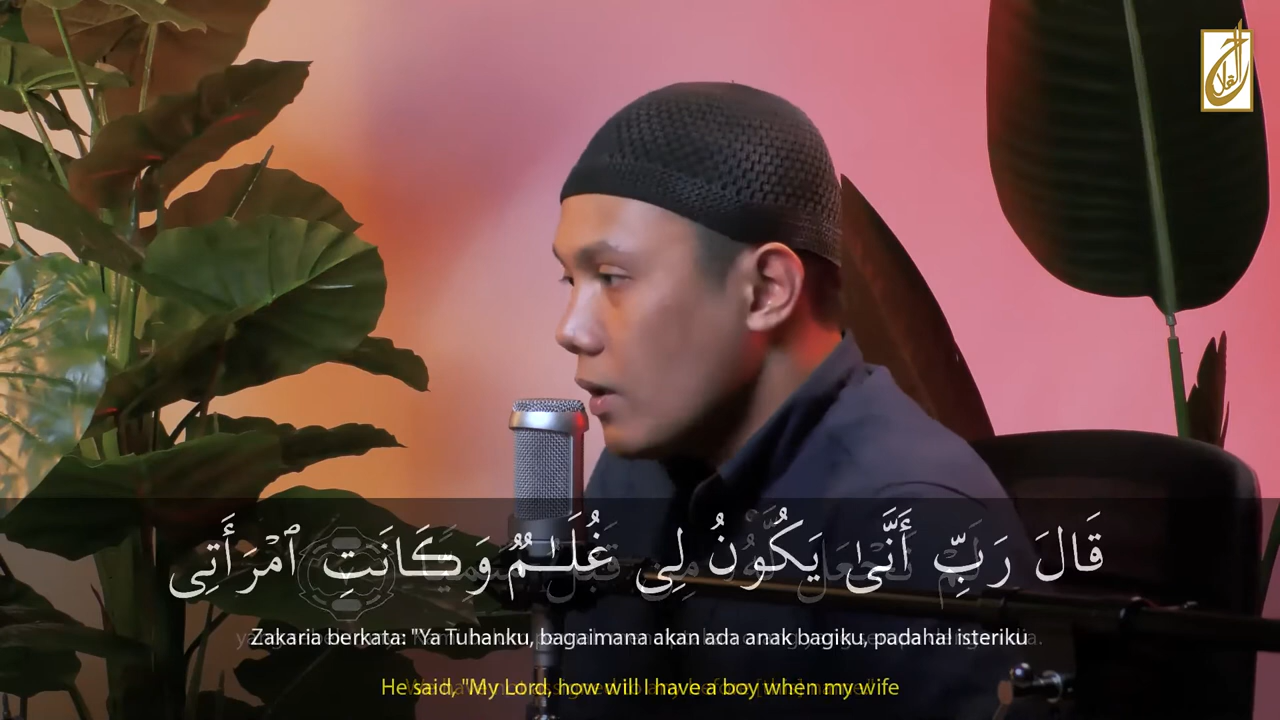 قَالَ رَبِّ أَنَّىٰ يَكُونُ لِى غُلَـٰمٌ وَكَانَتِ ٱمْرَأَتِى
Zakaria berkata: "Ya Tuhanku, bagaimana akan ada anak bagiku, padahal isteriku
He said, "My Lord, how will I have a boy when my wife